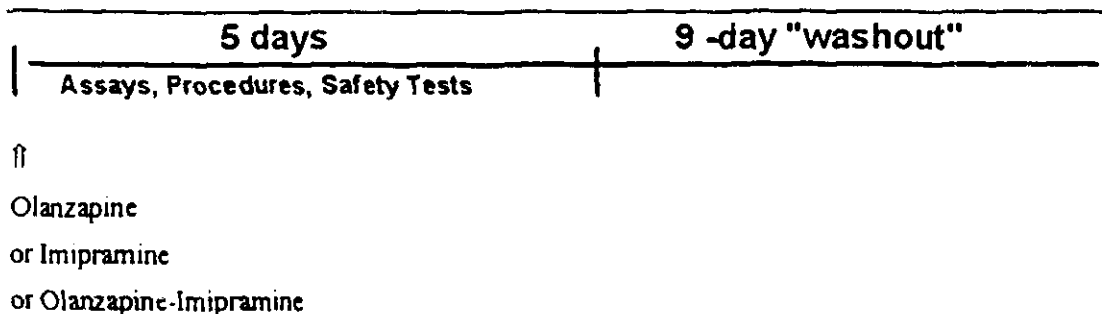 5 days 9 -day "washout"
Assays, Procedures, Safety Tests
⇑
Olanzapine
or Imipramine
or Olanzapine-Imipramine